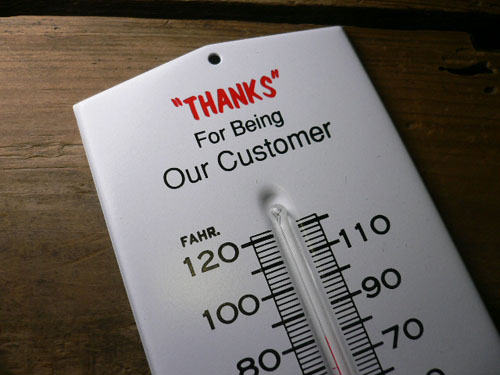 "THANKS"
For Being
Our Customer
FAHR.
120 110
100 90
80 70